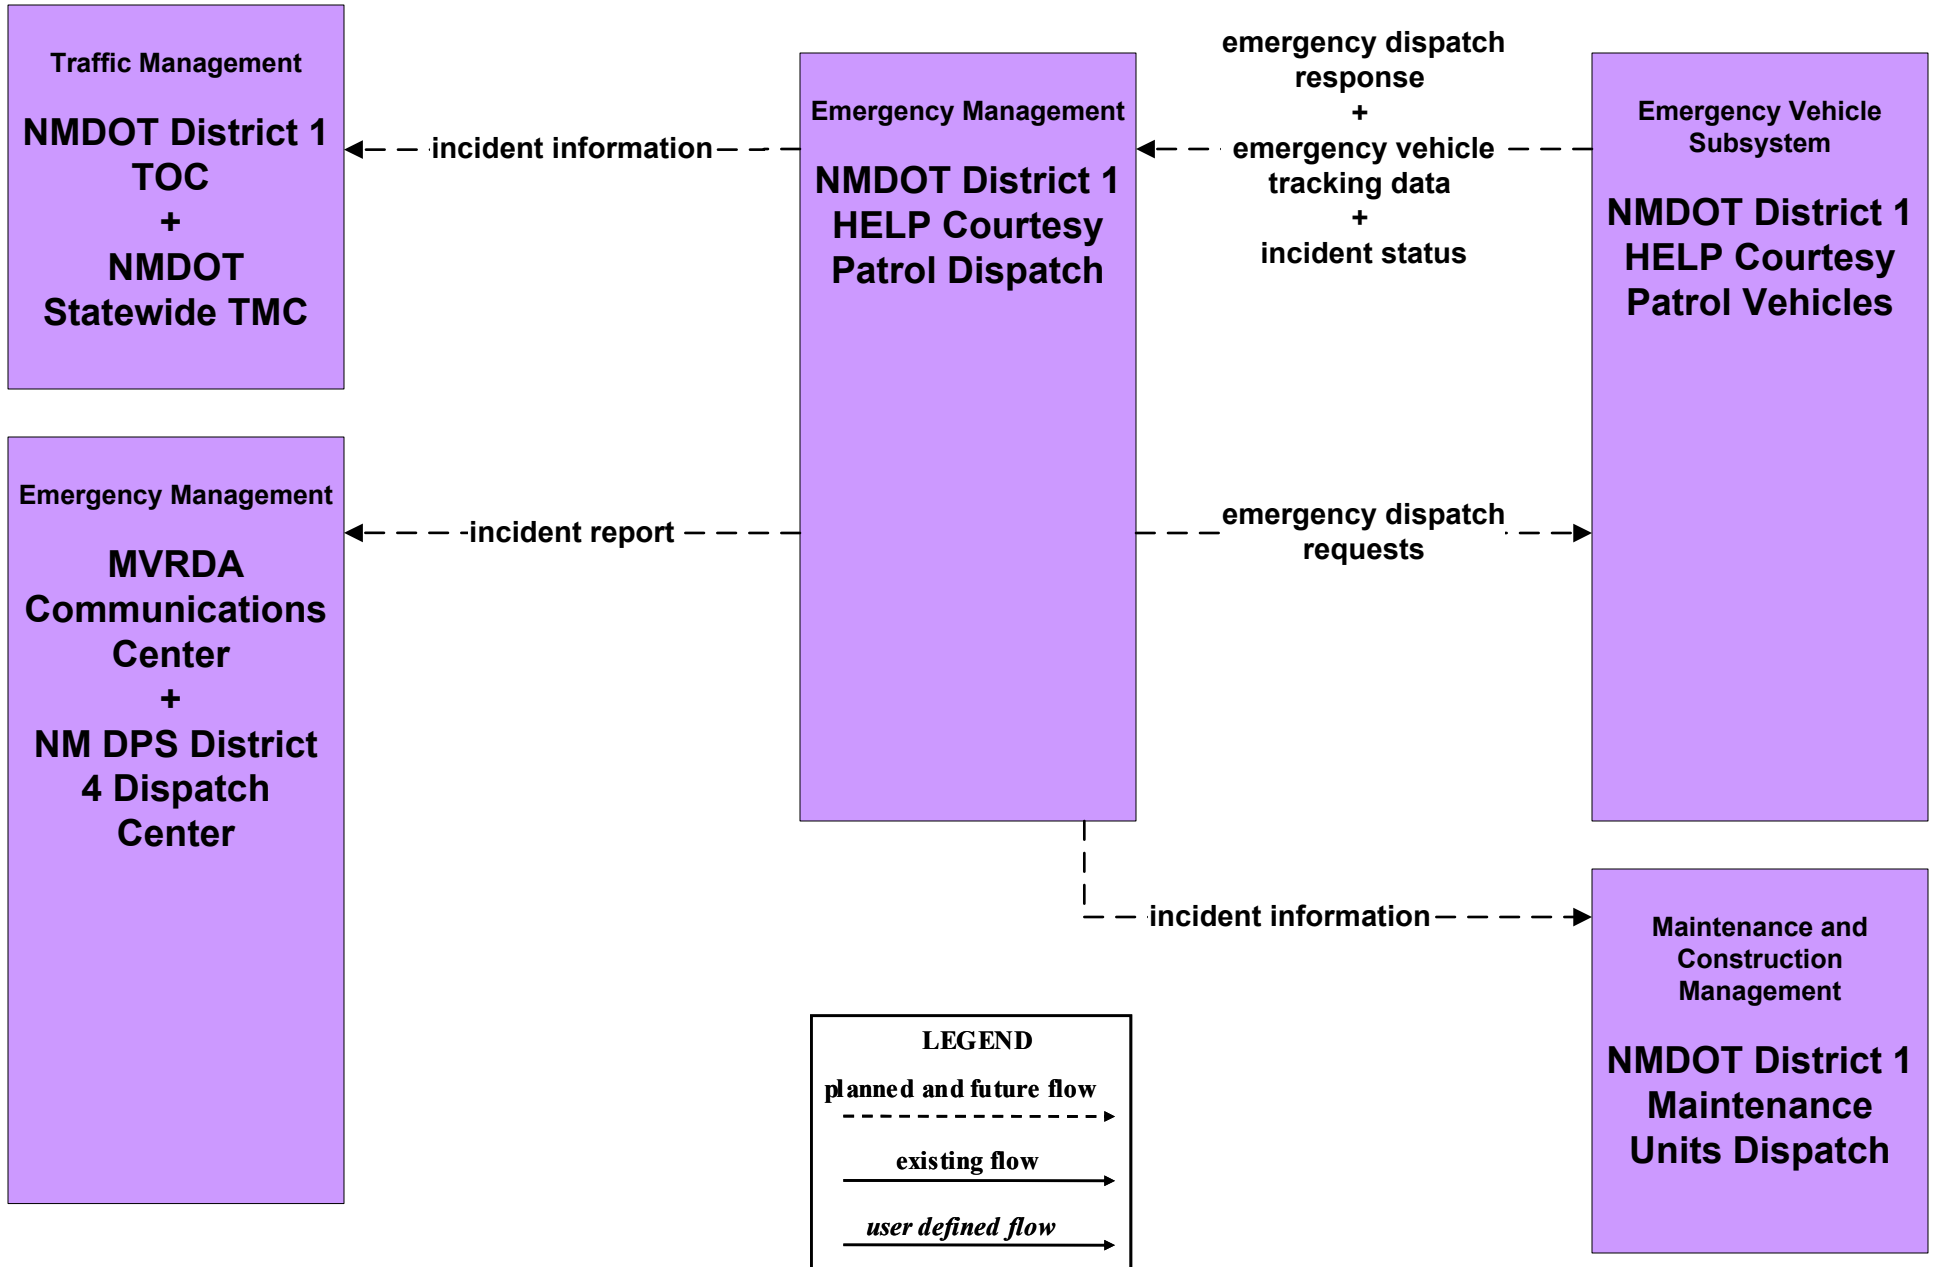 Traffic Management
NMDOT District 1
TOC
+
NMDOT
Statewide TMC
incident information
Emergency Management
NMDOT District 1
HELP Courtesy
Patrol Dispatch
emergency dispatch
response
+
emergency vehicle
tracking data
+
incident status
Emergency Vehicle
Subsystem
NMDOT District 1
HELP Courtesy
Patrol Vehicles
Emergency Management
MVRDA
Communications
Center
+
NM DPS District
4 Dispatch
Center
incident report
emergency dispatch
requests
incident information
Maintenance and
Construction
Management
NMDOT District 1
Maintenance
Units Dispatch
LEGEND
planned and future flow
existing flow
user defined flow